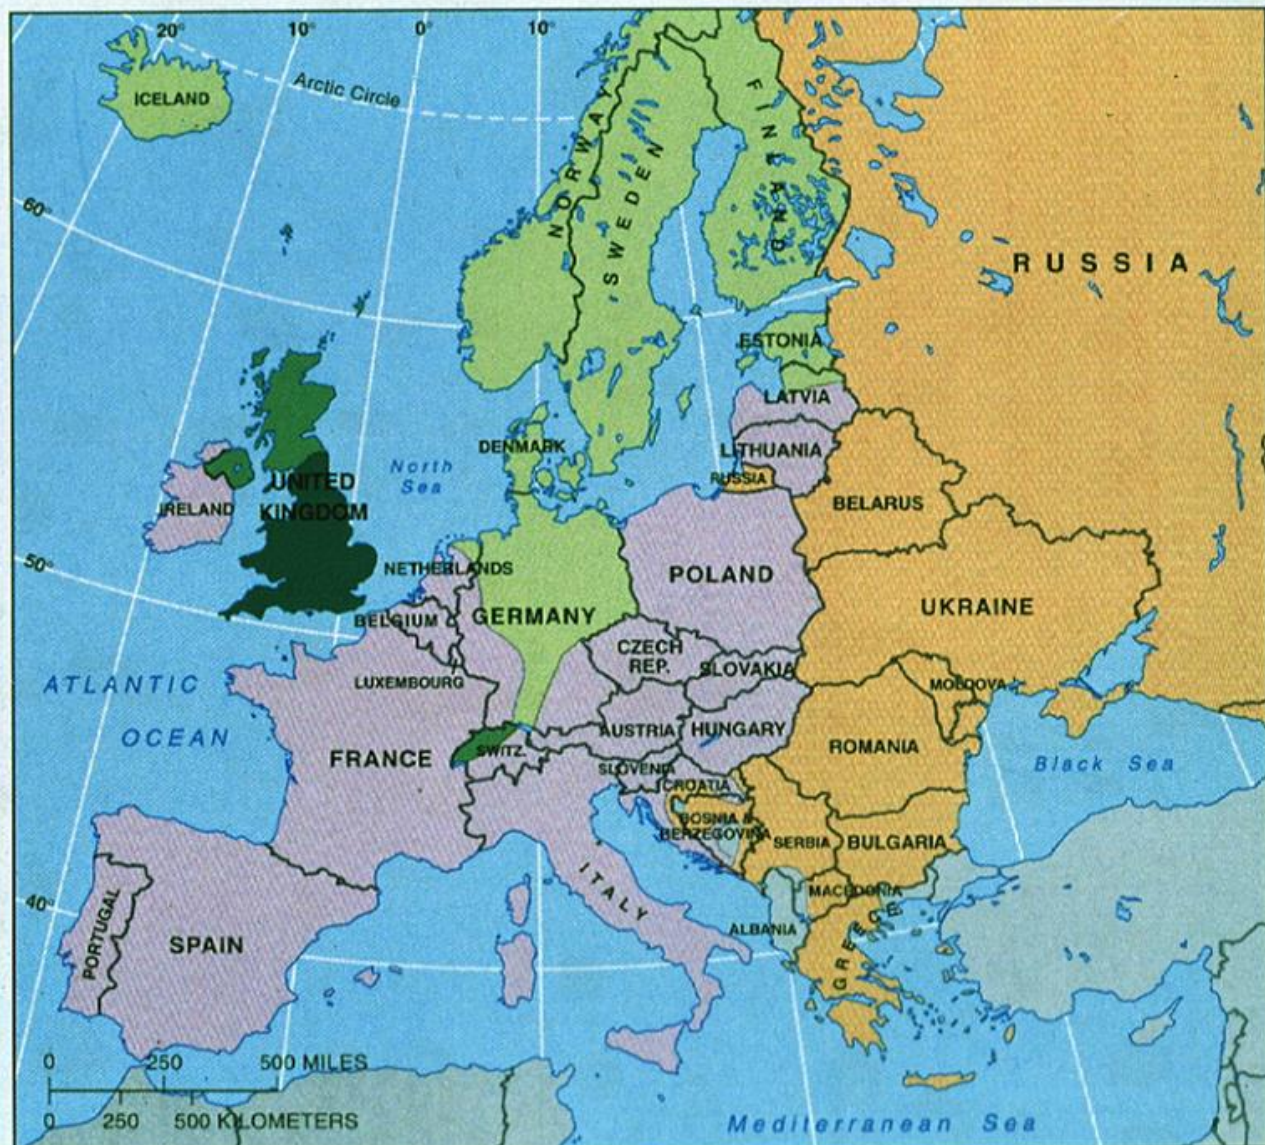 20°
10°
0°
10°
Arctic Circle
ICELAND
NORWAY
SWEDEN
FINLAND
60°
RUSSIA
ESTONIA
LATVIA
LITHUANIA
RUSSIA
DENMARK
North
Sea
UNITED
KINGDOM
IRELAND
BELARUS
50°
NETHERLANDS
POLAND
BELGIUM
GERMANY
UKRAINE
CZECH
REP.
SLOVAKIA
LUXEMBOURG
MOLDOVA
ATLANTIC
OCEAN
FRANCE
SWITZ.
AUSTRIA
HUNGARY
ROMANIA
SLOVENIA
CROATIA
Black Sea
BOSNIA &
HERZEGOVINA
SERBIA
BULGARIA
ITALY
MACEDONIA
40°
PORTUGAL
SPAIN
ALBANIA
GREECE
0 250 500 MILES
0 250 500 KILOMETERS
Mediterranean Sea